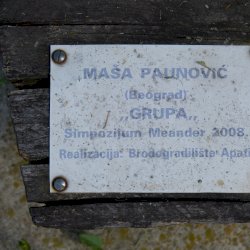 MAŠA PAUNOVIĆ
(Beograd)
,,GRUPA,,
Simpozijum Meander 2008.
Realizacija: Brodogradilište Apatin